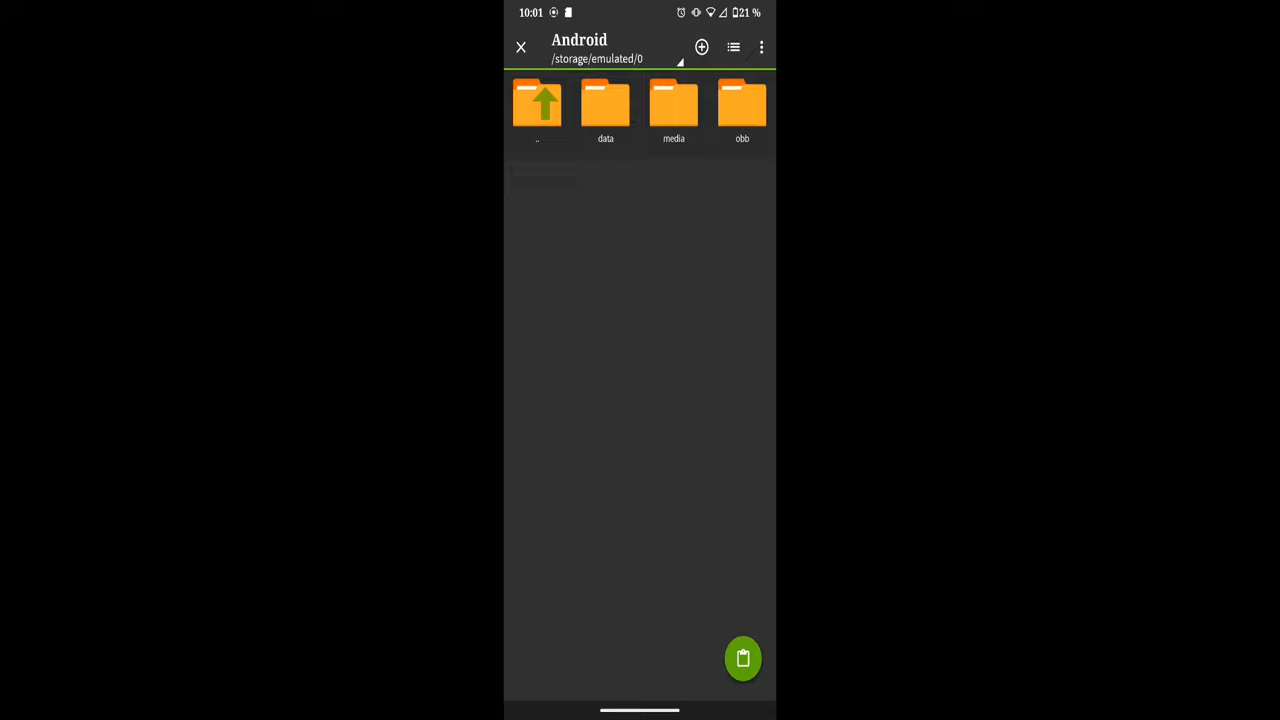 10:01
21 %
Android
/storage/emulated/0
..
data
media
obb